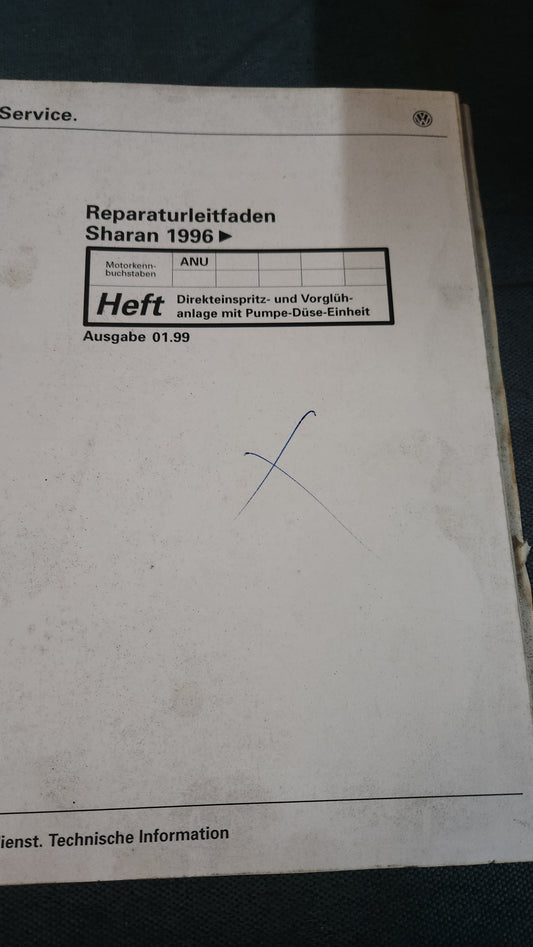 Service.
Reparaturleitfaden
Sharan 1996 ►
Motorkenn-
buchstaben
ANU
Heft
Direkteinspritz- und Vorglüh-
anlage mit Pumpe-Düse-Einheit
Ausgabe 01.99
ienst. Technische Information